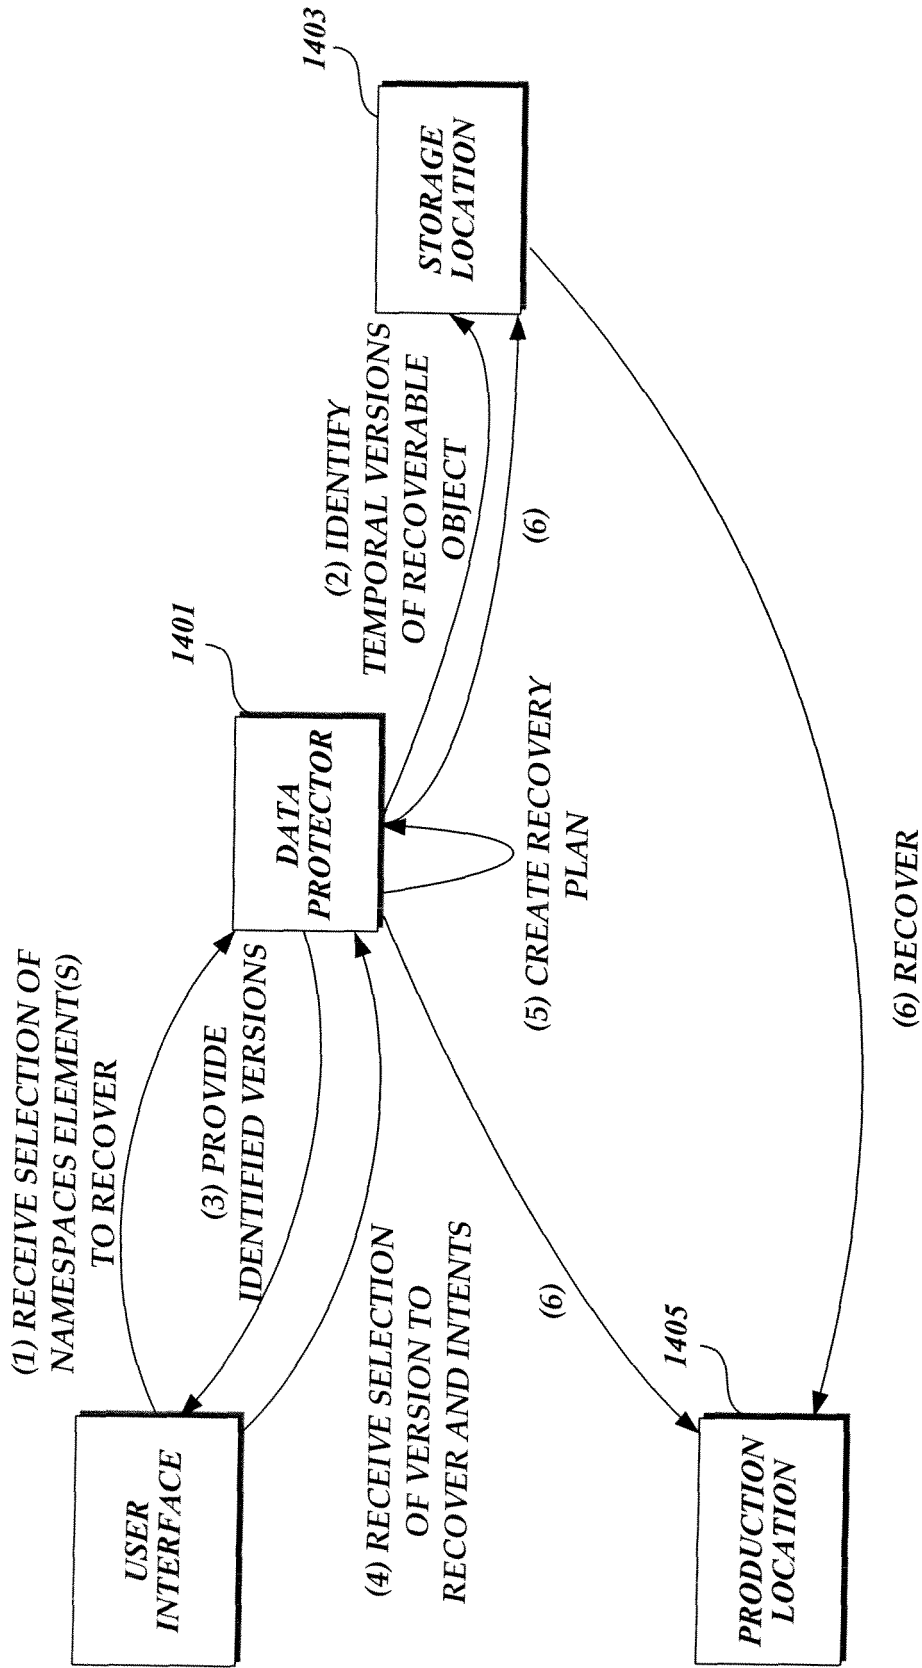 (1) RECEIVE SELECTION OF
NAMESPACES ELEMENT(S)
TO RECOVER
USER
INTERFACE
(3) PROVIDE
IDENTIFIED VERSIONS
(4) RECEIVE SELECTION
OF VERSION TO
RECOVER AND INTENTS
1401
DATA
PROTECTOR
(2) IDENTIFY
TEMPORAL VERSIONS
OF RECOVERABLE
OBJECT
1403
STORAGE
LOCATION
(6)
(5) CREATE RECOVERY
PLAN
(6)
1405
PRODUCTION
LOCATION
(6) RECOVER